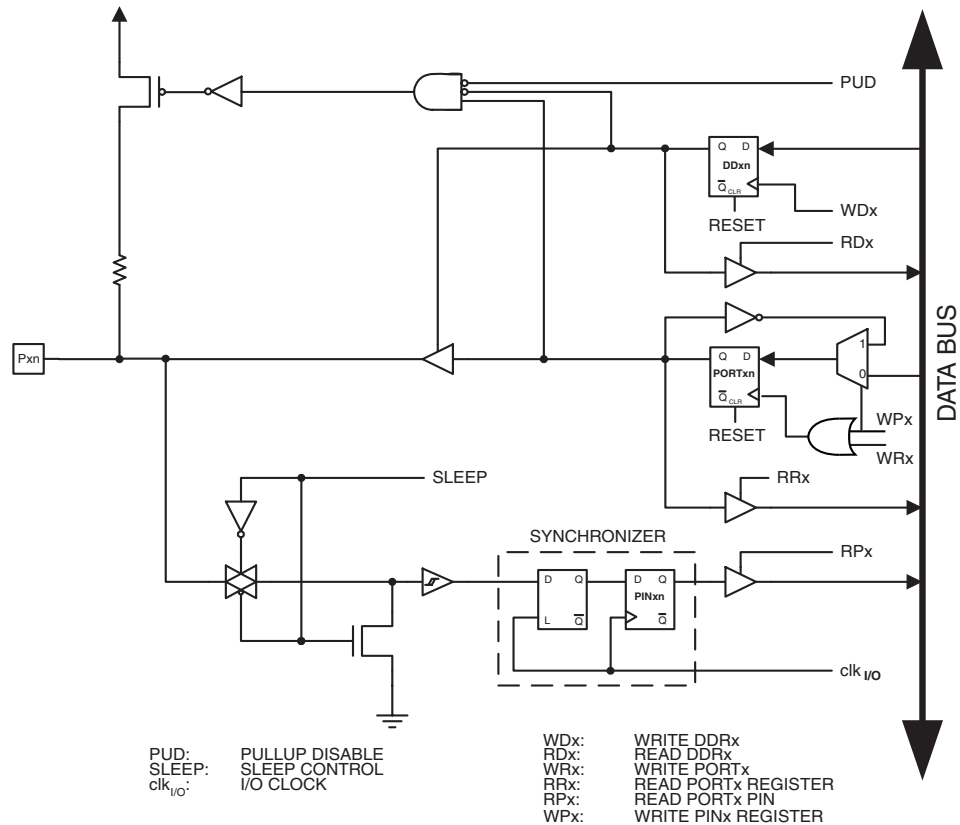 PUD
Q D
DDxn
Q CLR
WDx
RESET
RDx
Pxn
1
Q D
PORTxn
0
Q CLR
RESET
WPx
WRx
DATA BUS
SLEEP
RRx
SYNCHRONIZER
RPx
D Q
L Q
D Q
PINxn
Q
clk I/O
PUD: PULLUP DISABLE
SLEEP: SLEEP CONTROL
clk I/O: I/O CLOCK
WDx: WRITE DDRx
RDx: READ DDRx
WRx: WRITE PORTx
RRx: READ PORTx REGISTER
RPx: READ PORTx PIN
WPx: WRITE PINx REGISTER